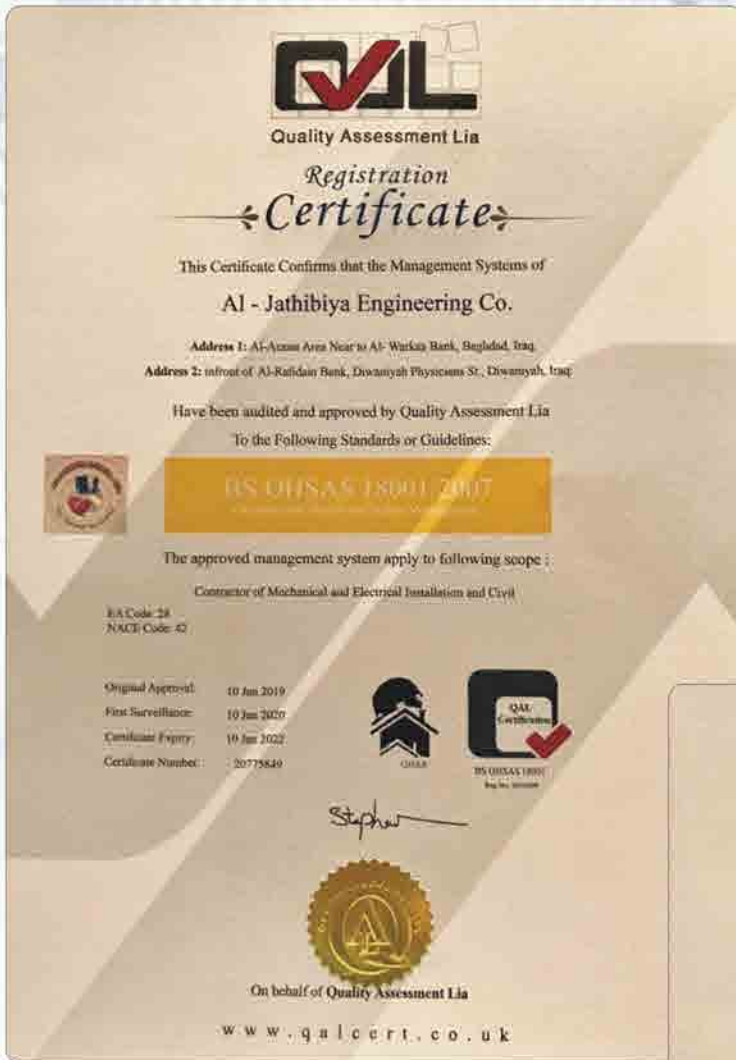 QAL
Quality Assessment Lia
Registration
Certificate
This Certificate Confirms that the Management Systems of
Al - Jathibiya Engineering Co.
Address 1: Area Near to Al- Warkaa Bank, Baghdad, Iraq
Address 2: infront of Al-Rafidain Bank, Diwaniyah Physicians St., Diwaniyah, Iraq
Have been audited and approved by Quality Assessment Lia
To the Following Standards or Guidelines:
BS OHSAS 18001 2007
The approved management system apply to following scope :
Contractor of Mechanical and Electrical Installation and Civil
EA Code: 28
NACE Code: 42
Original Approval: 10 2019
First Surveillance: 10 2020
Certificate Expiry: 10 2022
Certificate Number: 20775849
OHSAS
QAL
Certification
BS OHSAS 18001
Stephen
On behalf of Quality Assessment Lia
www.qalcert.co.uk